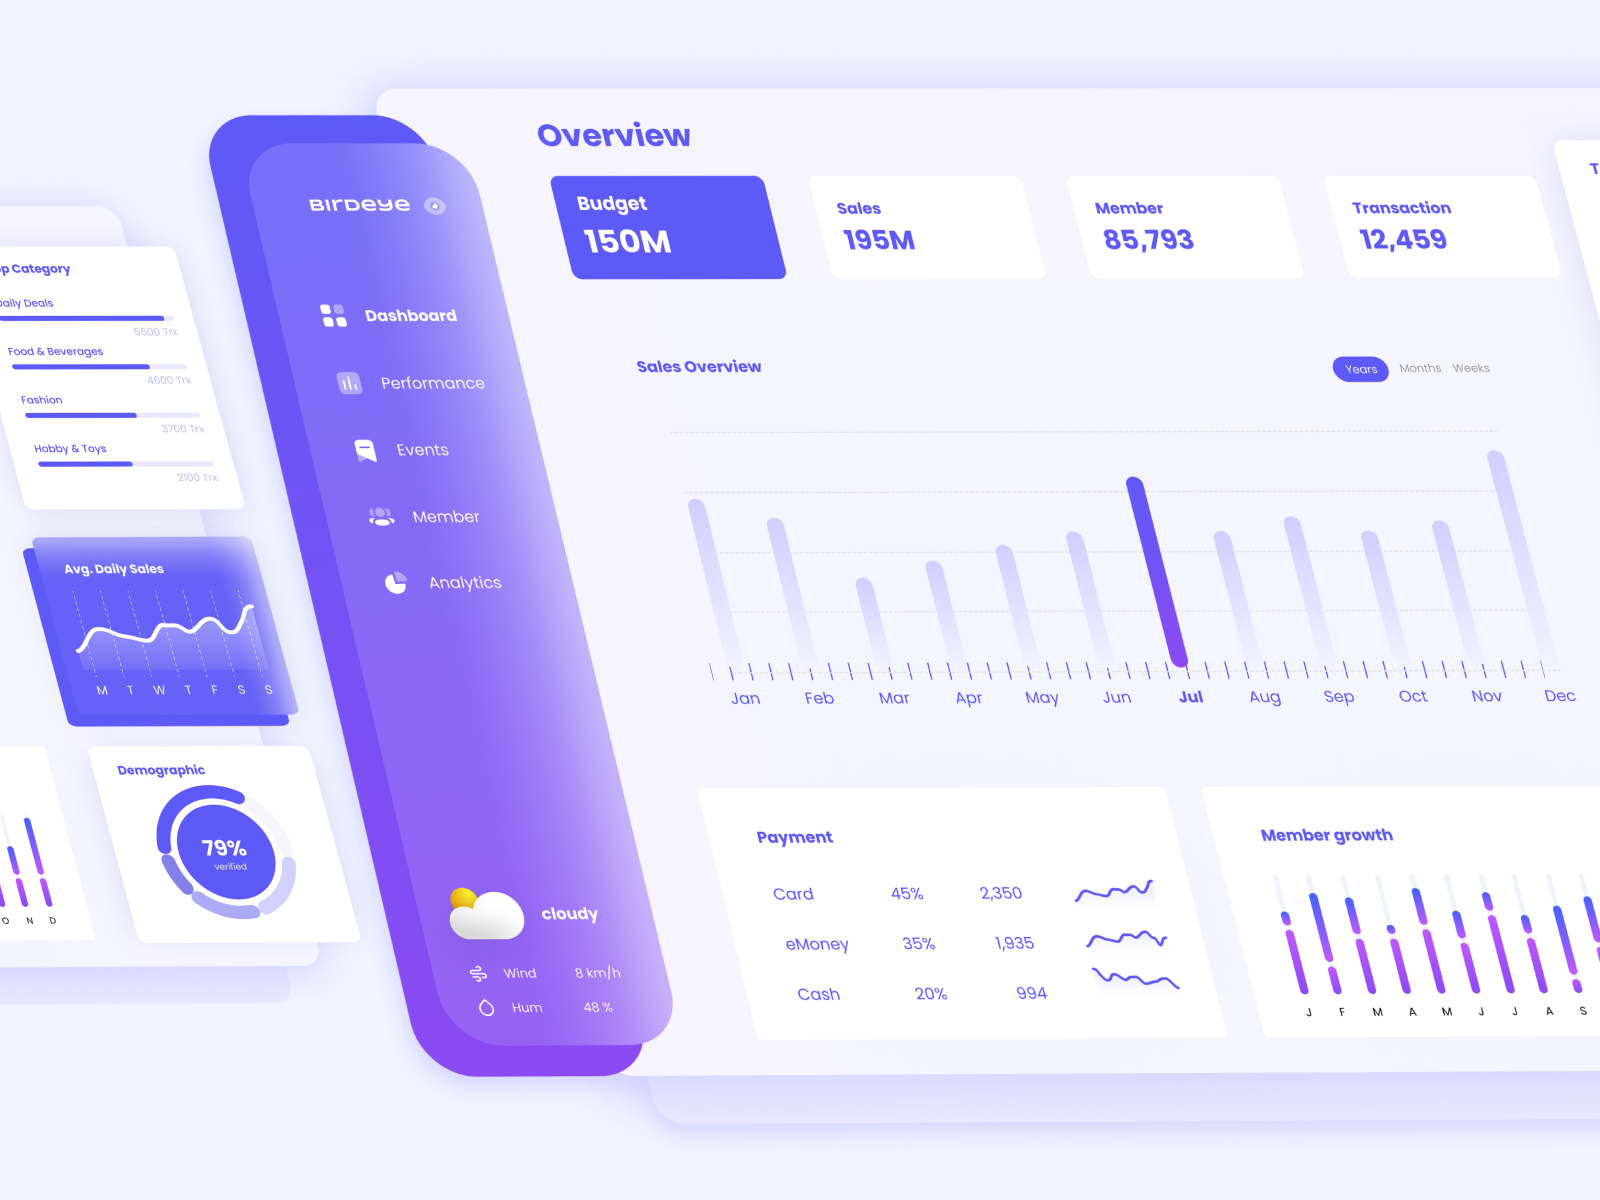 Overview
BIRDEYE
Dashboard
Performance
Events
Member
Analytics
cloudy
Wind 8 km/h
Hum 48 %
Budget
150M
Sales
195M
Member
85,793
Transaction
12,459
Sales Overview
Years Months Weeks
Jan Feb Mar Apr May Jun Jul Aug Sep Oct Nov Dec
Payment
Card 45% 2,350
eMoney 35% 1,935
Cash 20% 994
Member growth
J F M A M J J A S
Category
Daily Deals
5600 Trx
Food & Beverages
4600 Trx
Fashion
3700 Trx
Hobby & Toys
2100 Trx
Avg. Daily Sales
M T W T F S S
O N D
Demographic
79%
verified